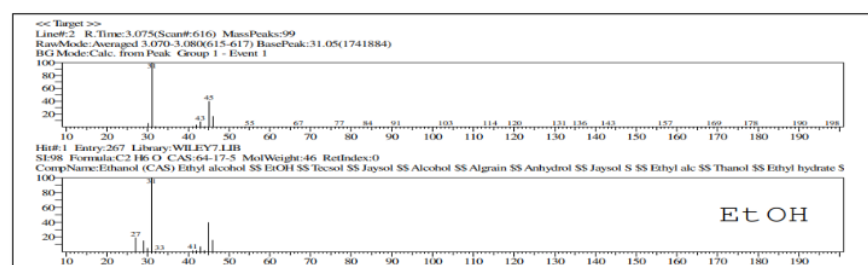 << Target >>
Line#:2 R.Time:3.075(Scan#:616) MassPeaks:99
RawMode:Averaged 3.070-3.080(615-617) BasePeak:31.05(1741884)
BG Mode:Calc. from Peak Group 1 - Event 1
100
80
60
40
20
31
43
45
55 67 77 84 91 103 114 120 131 136 143 157 169 178 190 198
10 20 30 40 50 60 70 80 90 100 110 120 130 140 150 160 170 180 190
Hit#:1 Entry:267 Library:WILEY7.LIB
SI:98 Formula:C2 H6 O CAS:64-17-5 MolWeight:46 RetIndex:0
CompName:Ethanol (CAS) Ethyl alcohol $$ EtOH $$ Tecsol $$ Jaysol $$ Alcohol $$ Algrain $$ Anhydrol $$ Jaysol S $$ Ethyl alc $$ Thanol $$ Ethyl hydrate $
100
80
60
40
20
31
27
33
41
EtOH
10 20 30 40 50 60 70 80 90 100 110 120 130 140 150 160 170 180 190